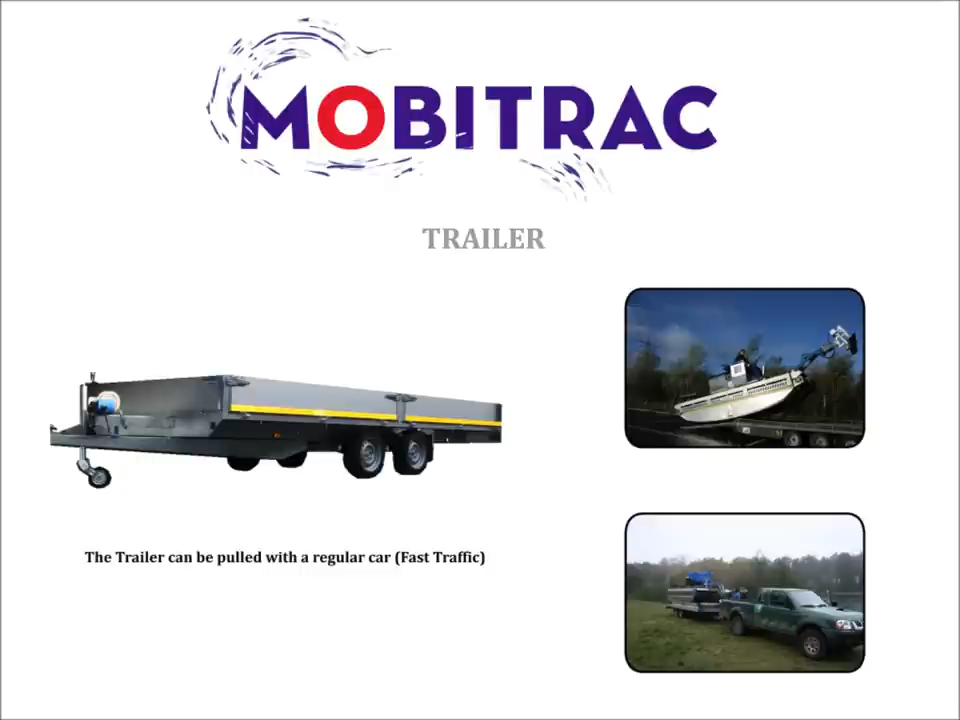 MOBITRAC
TRAILER
The Trailer can be pulled with a regular car (Fast Traffic)